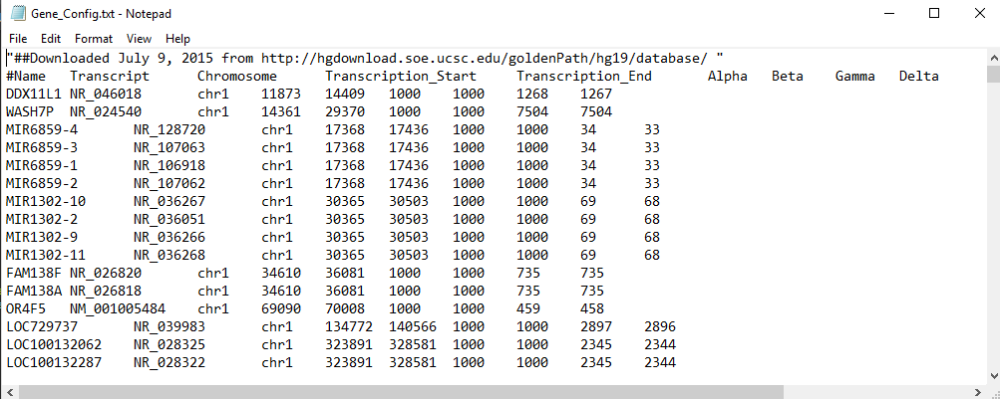 Gene_Config.txt - Notepad
File Edit Format View Help
"##Downloaded July 9, 2015 from http://hgdownload.soe.ucsc.edu/goldenPath/hg19/database/ "
#Name Transcript Chromosome Transcription_Start Transcription_End Alpha Beta Gamma Delta
DDX11L1 NR_046018 chr1 11873 14409 1000 1000 1268 1267
WASH7P NR_024540 chr1 14361 29370 1000 1000 7504 7504
MIR6859-4 NR_128720 chr1 17368 17436 1000 1000 34 33
MIR6859-3 NR_107063 chr1 17368 17436 1000 1000 34 33
MIR6859-1 NR_106918 chr1 17368 17436 1000 1000 34 33
MIR6859-2 NR_107062 chr1 17368 17436 1000 1000 34 33
MIR1302-10 NR_036267 chr1 30365 30503 1000 1000 69 68
MIR1302-2 NR_036051 chr1 30365 30503 1000 1000 69 68
MIR1302-9 NR_036266 chr1 30365 30503 1000 1000 69 68
MIR1302-11 NR_036268 chr1 30365 30503 1000 1000 69 68
FAM138F NR_026820 chr1 34610 36081 1000 1000 735 735
FAM138A NR_026818 chr1 34610 36081 1000 1000 735 735
OR4F5 NM_001005484 chr1 69090 70008 1000 1000 459 458
LOC729737 NR_039983 chr1 134772 140566 1000 1000 2897 2896
LOC100132062 NR_028325 chr1 323891 328581 1000 1000 2345 2344
LOC100132287 NR_028322 chr1 323891 328581 1000 1000 2345 2344